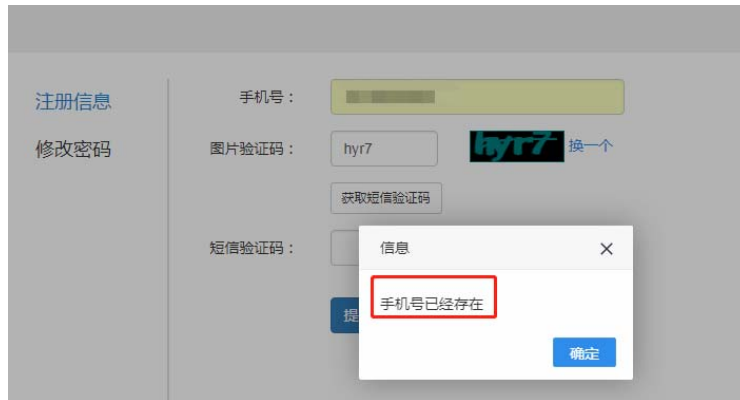 注册信息
修改密码
手机号：
图片验证码：
hyr7
hyr7
换一个
获取短信验证码
短信验证码：
提
信息
×
手机号已经存在
确定